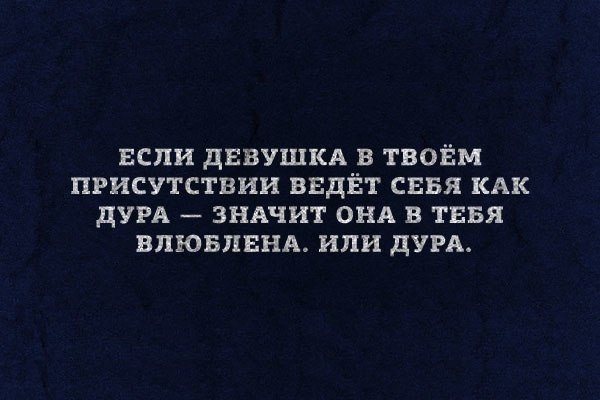 ЕСЛИ ДЕВУШКА В ТВОЁМ
ПРИСУТСТВИИ ВЕДЁТ СЕБЯ КАК
ДУРА — ЗНАЧИТ ОНА В ТЕБЯ
ВЛЮБЛЕНА. ИЛИ ДУРА.